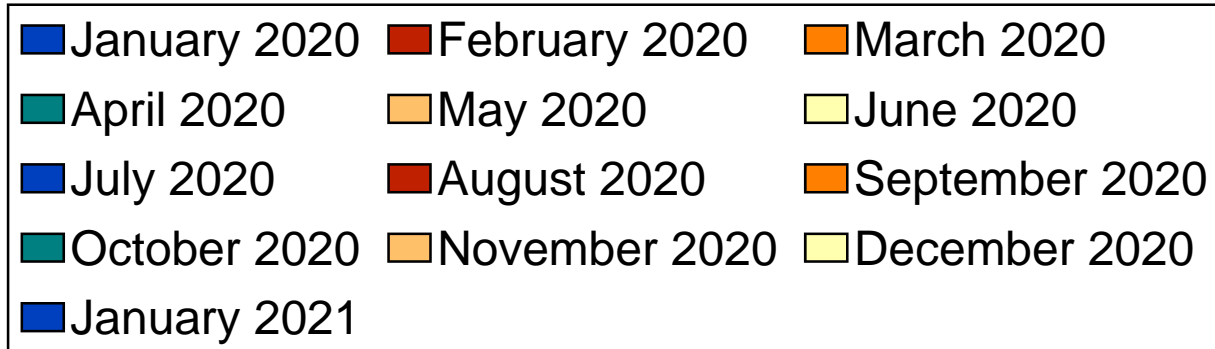 January 2020 February 2020 March 2020
April 2020 May 2020 June 2020
July 2020 August 2020 September 2020
October 2020 November 2020 December 2020
January 2021